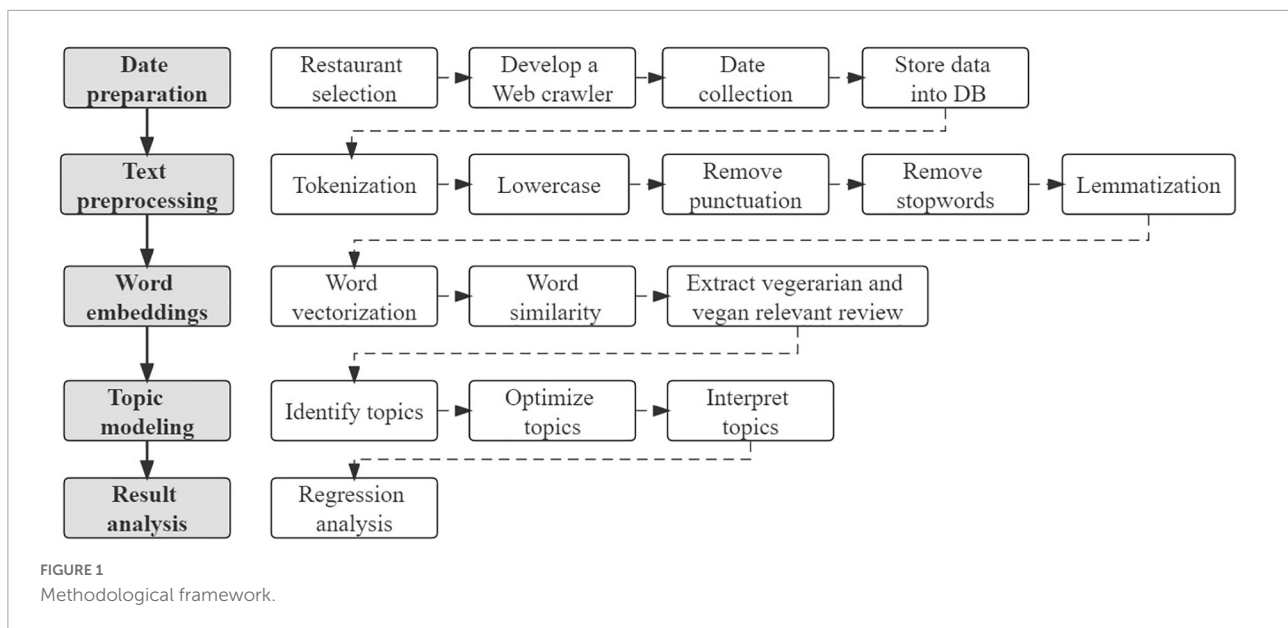 Date
preparation
Restaurant
selection
Develop a
Web crawler
Date
collection
Store data
into DB
Text
preprocessing
Tokenization
Lowercase
Remove
punctuation
Remove
stopwords
Lemmatization
Word
embeddings
Word
vectorization
Word
similarity
Extract vegerarian and
vegan relevant review
Topic
modeling
Identify topics
Optimize
topics
Interpret
topics
Result
analysis
Regression
analysis
FIGURE 1
Methodological framework.